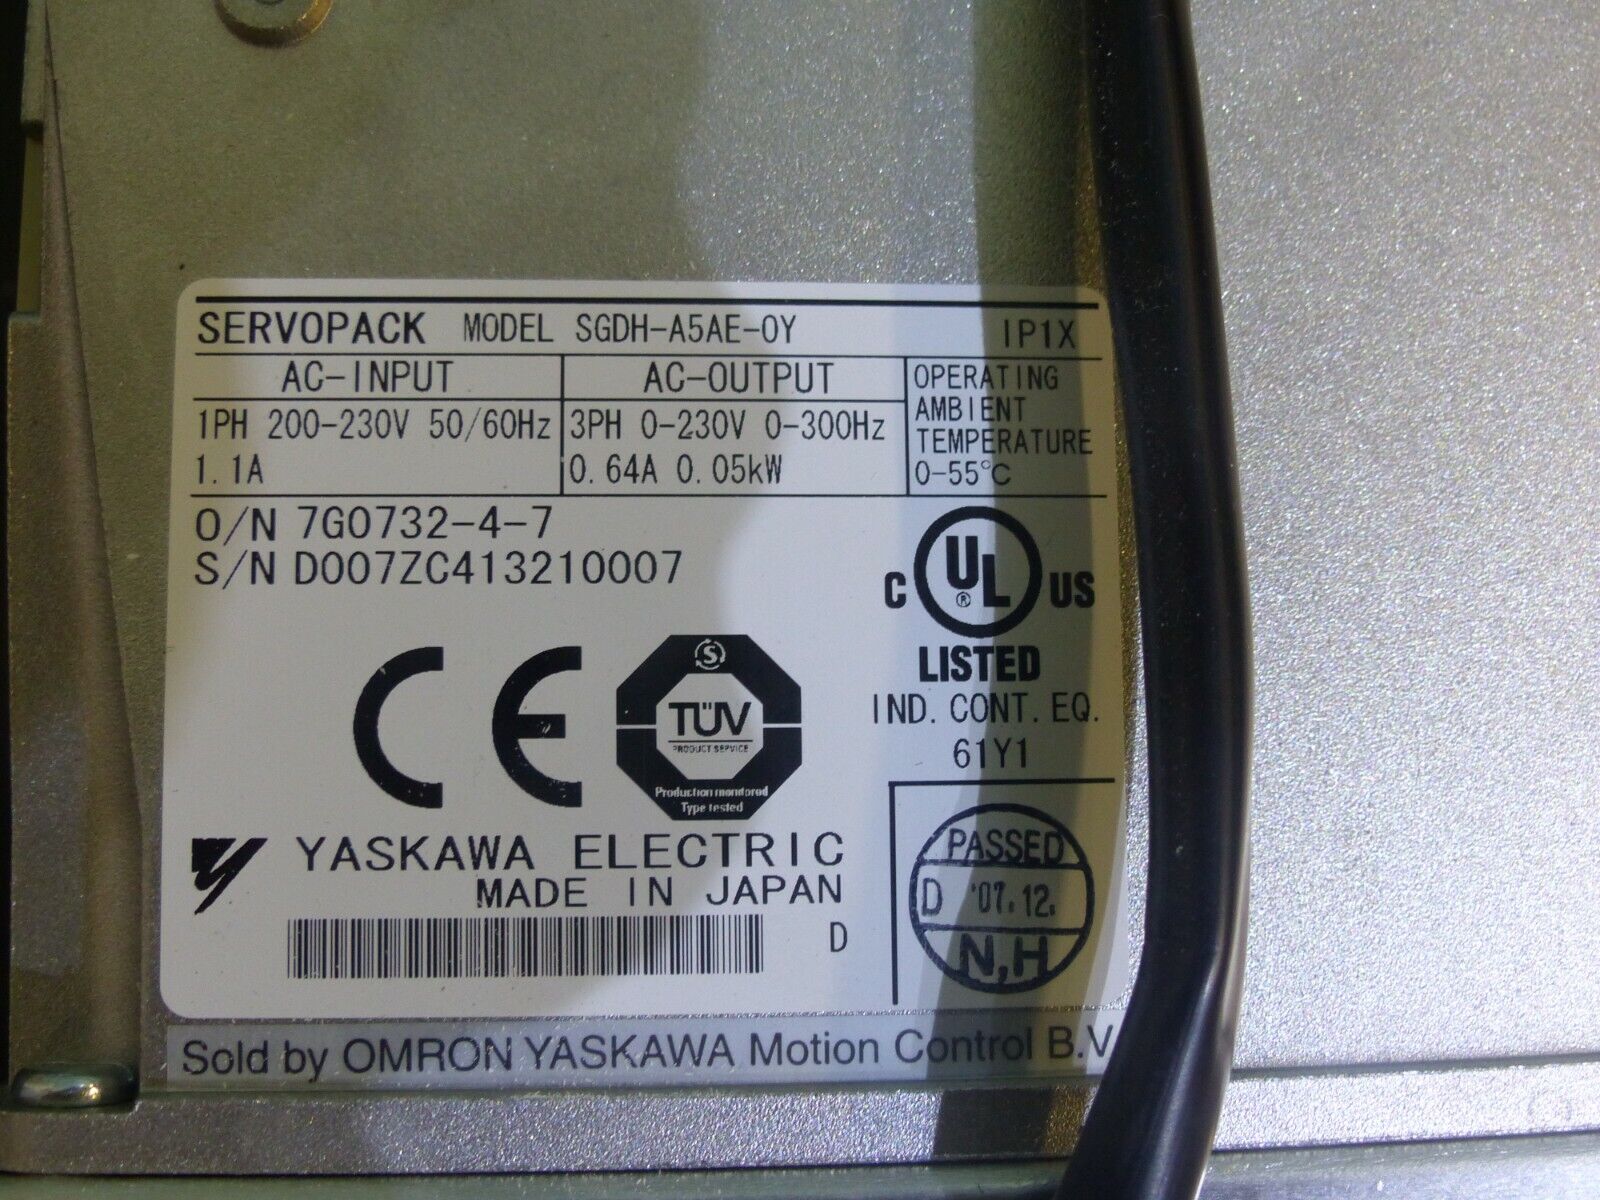 SERVOPACK MODEL SGDH-A5AE-OY IP1X
AC-INPUT
1PH 200-230V 50/60Hz
1.1A
AC-OUTPUT
3PH 0-230V 0-300Hz
0.64A 0.05kW
OPERATING
AMBIENT
TEMPERATURE
0-55°C
O/N 7G0732-4-7
S/N D007ZC413210007
C UL ® US
LISTED
IND. CONT. EQ.
61Y1
CE
S
TÜV
PRODUCT SERVICE
Production monitored
Type tested
YASKAWA ELECTRIC
MADE IN JAPAN
D
PASSED
D '07.12.
N,H
Sold by OMRON YASKAWA Motion Control B.V